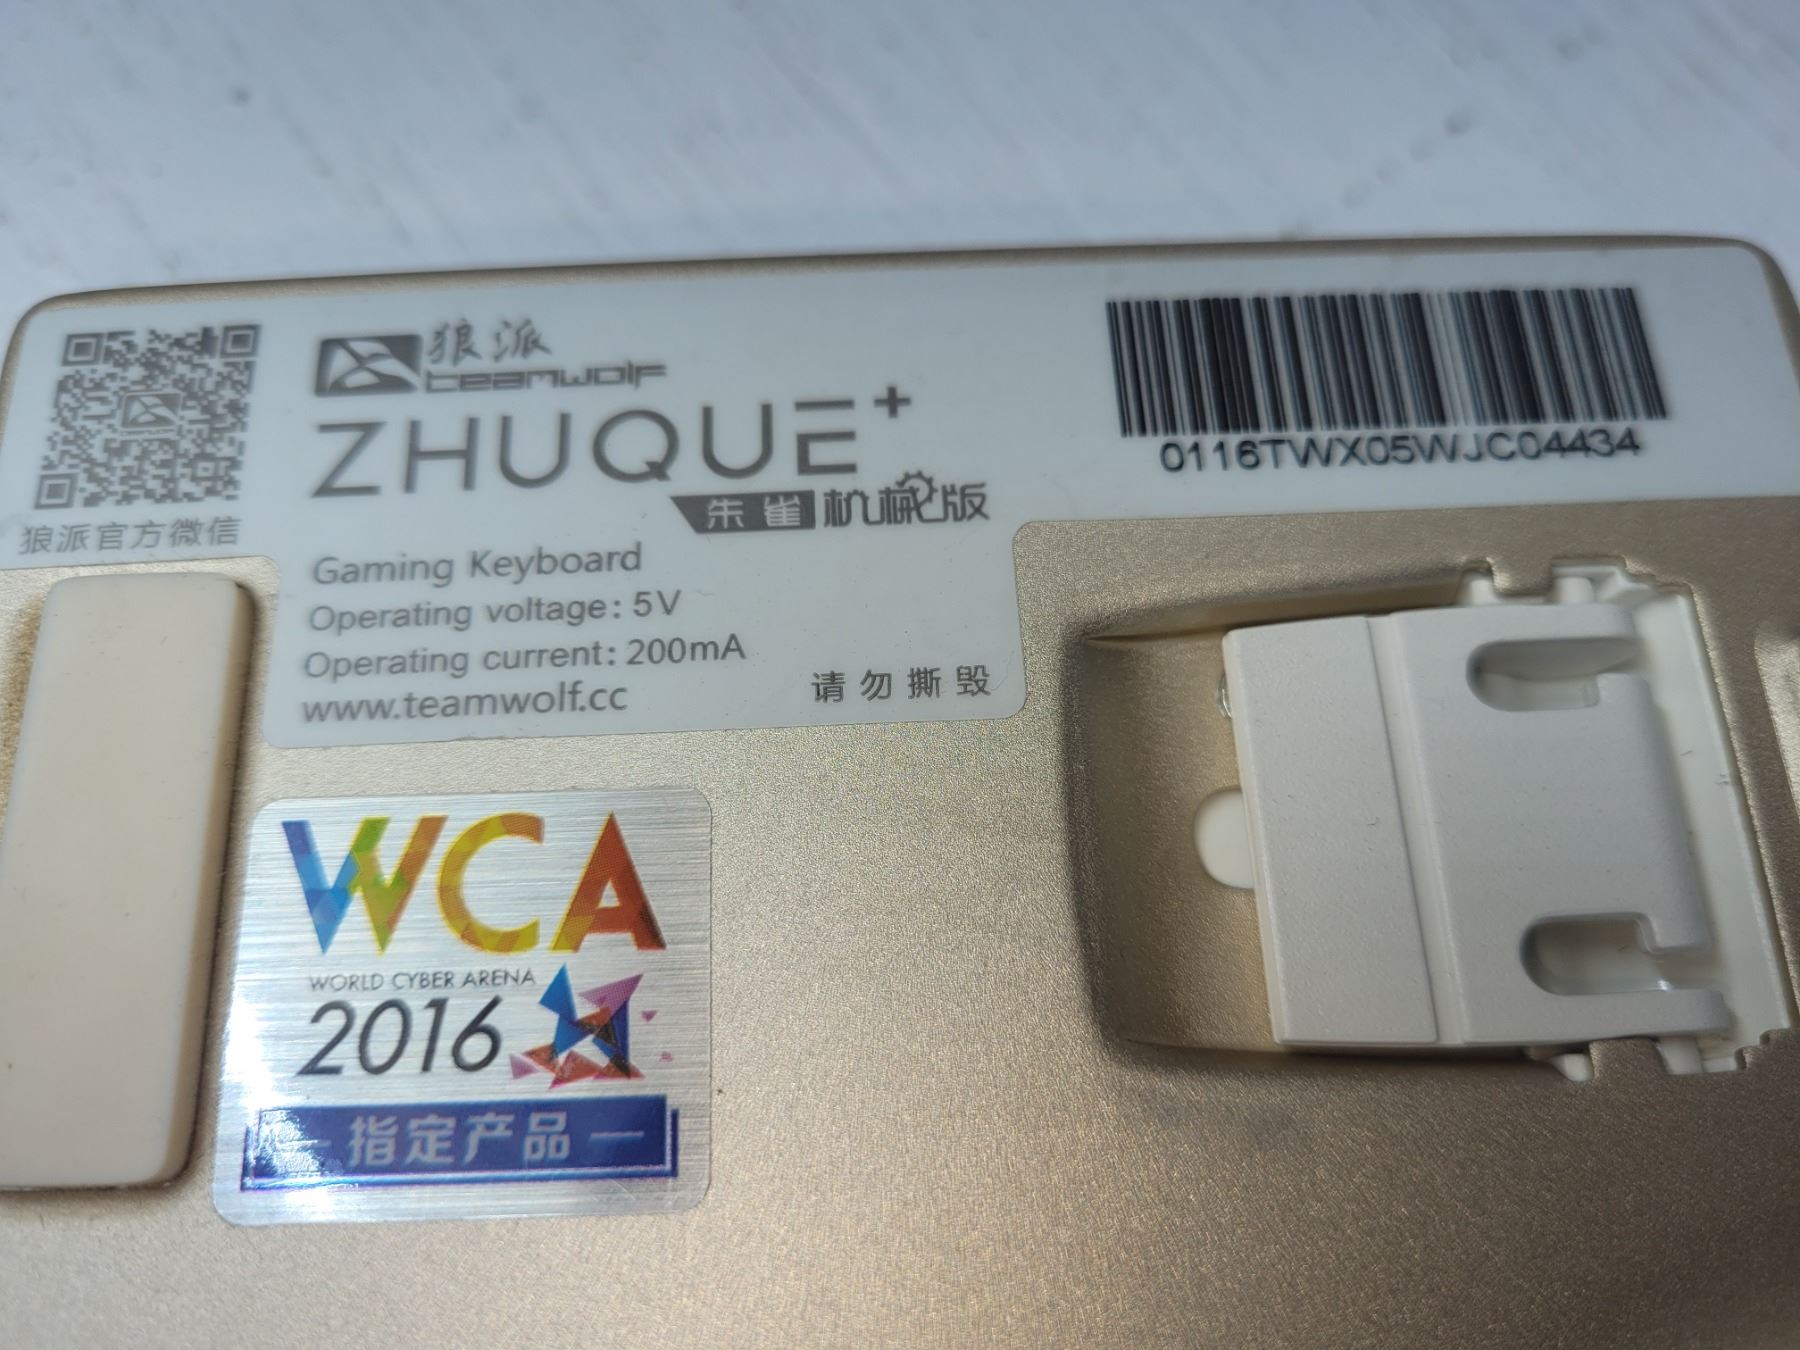 狼派官方微信
狼派
teamwolf
ZHUQUE+
朱雀 机械版
Gaming Keyboard
Operating voltage: 5V
Operating current: 200mA
www.teamwolf.cc
请勿撕毁
0116TWX05WJC04434
WCA
WORLD CYBER ARENA
2016
指定产品